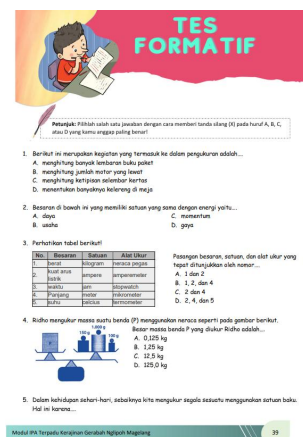 TES
FORMATIF
Petunjuk: Pilihlah salah satu jawaban dengan cara memberi tanda silang (X) pada huruf A, B, C,
atau D yang kamu anggap paling benar!
1. Berikut ini merupakan kegiatan yang termasuk ke dalam pengukuran adalah....
A. menghitung banyak lembaran buku paket
B. menghitung jumlah motor yang lewat
C. menghitung ketipisan selembar kertas
D. menentukan banyaknya kelereng di meja
2. Besaran di bawah ini yang memiliki satuan yang sama dengan energi yaitu....
A. daya
B. usaha
C. momentum
D. gaya
3. Perhatikan tabel berikut!
No. Besaran Satuan Alat Ukur
1. berat kilogram neraca pegas
2. kuat arus listrik ampere amperemeter
3. waktu jam stopwatch
4. Panjang meter mikrometer
5. suhu celcius termometer
Pasangan besaran, satuan, dan alat ukur yang
tepat ditunjukkan oleh nomor....
A. 1 dan 2
B. 1, 2, dan 4
C. 2 dan 4
D. 2, 4, dan 5
4. Ridho mengukur massa suatu benda (P) menggunakan neraca seperti pada gambar berikut.
150 g
1.000 g
100 g
P
Besar massa benda P yang diukur Ridho adalah....
A. 0,125 kg
B. 1,25 kg
C. 12,5 kg
D. 125,0 kg
5. Dalam kehidupan sehari-hari, sebaiknya kita mengukur segala sesuatu menggunakan satuan baku.
Hal ini karena....
Modul IPA Terpadu Kerajinan Gerabah Nglipoh Magelang
39